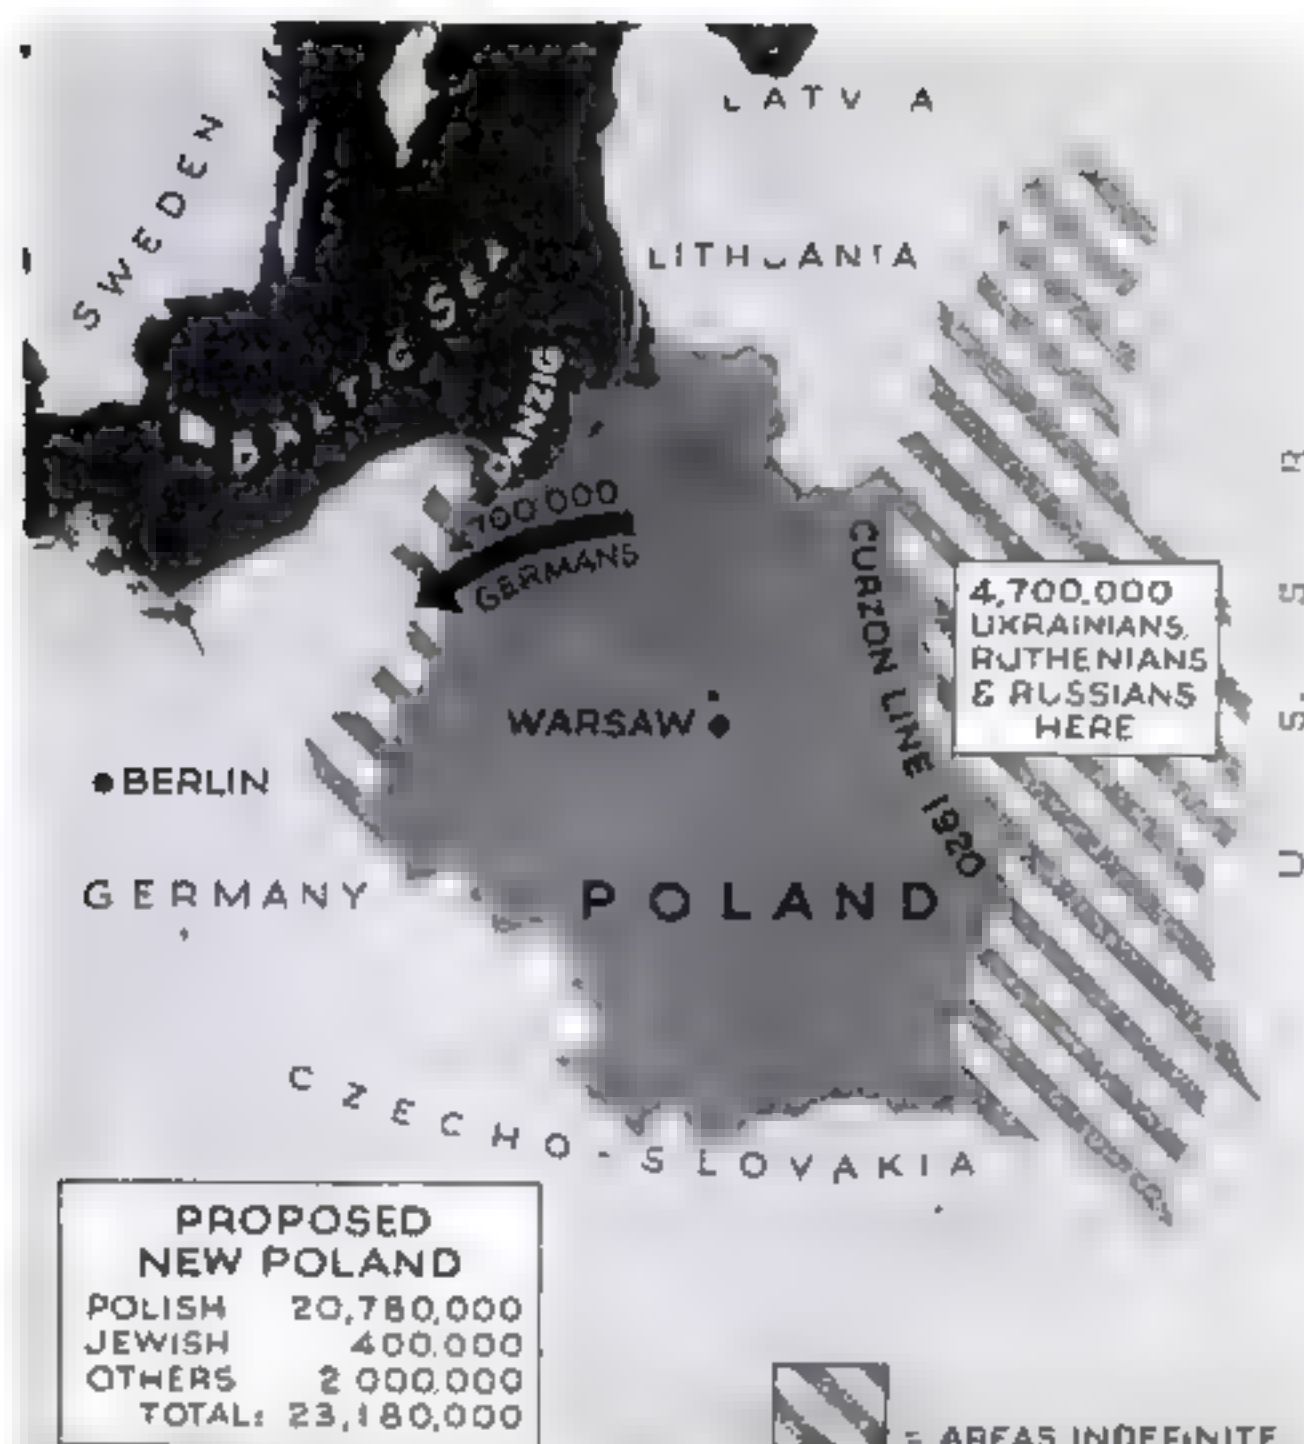 SWEDEN
LATVIA
LITHUANIA
BALTIC SEA
DANZIG
700,000
GERMANS
CURZON LINE 1920
4,700,000
UKRAINIANS,
RUTHENIANS
& RUSSIANS
HERE
U. S. S. R
WARSAW
BERLIN
GERMANY
POLAND
CZECHO-SLOVAKIA
PROPOSED
NEW POLAND
POLISH 20,780,000
JEWISH 400,000
OTHERS 2,000,000
TOTAL: 23,180,000
= AREAS INDEFINITE